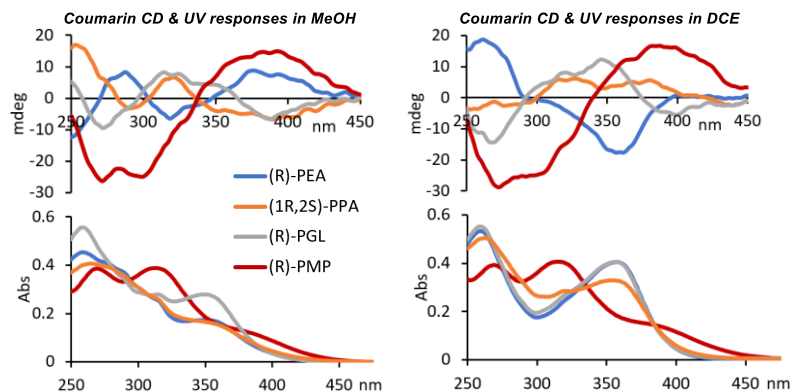 Coumarin CD & UV responses in MeOH
Coumarin CD & UV responses in DCE
20
10
0
-10
-20
-30
mdeg
250
300
350
400
450
nm
(R)-PEA
(1R,2S)-PPA
(R)-PGL
(R)-PMP
20
10
0
-10
-20
-30
mdeg
250
300
350
400
450
nm
0.6
0.4
0.2
0
Abs
250
300
350
400
450
nm
0.6
0.4
0.2
0
Abs
250
300
350
400
450
nm